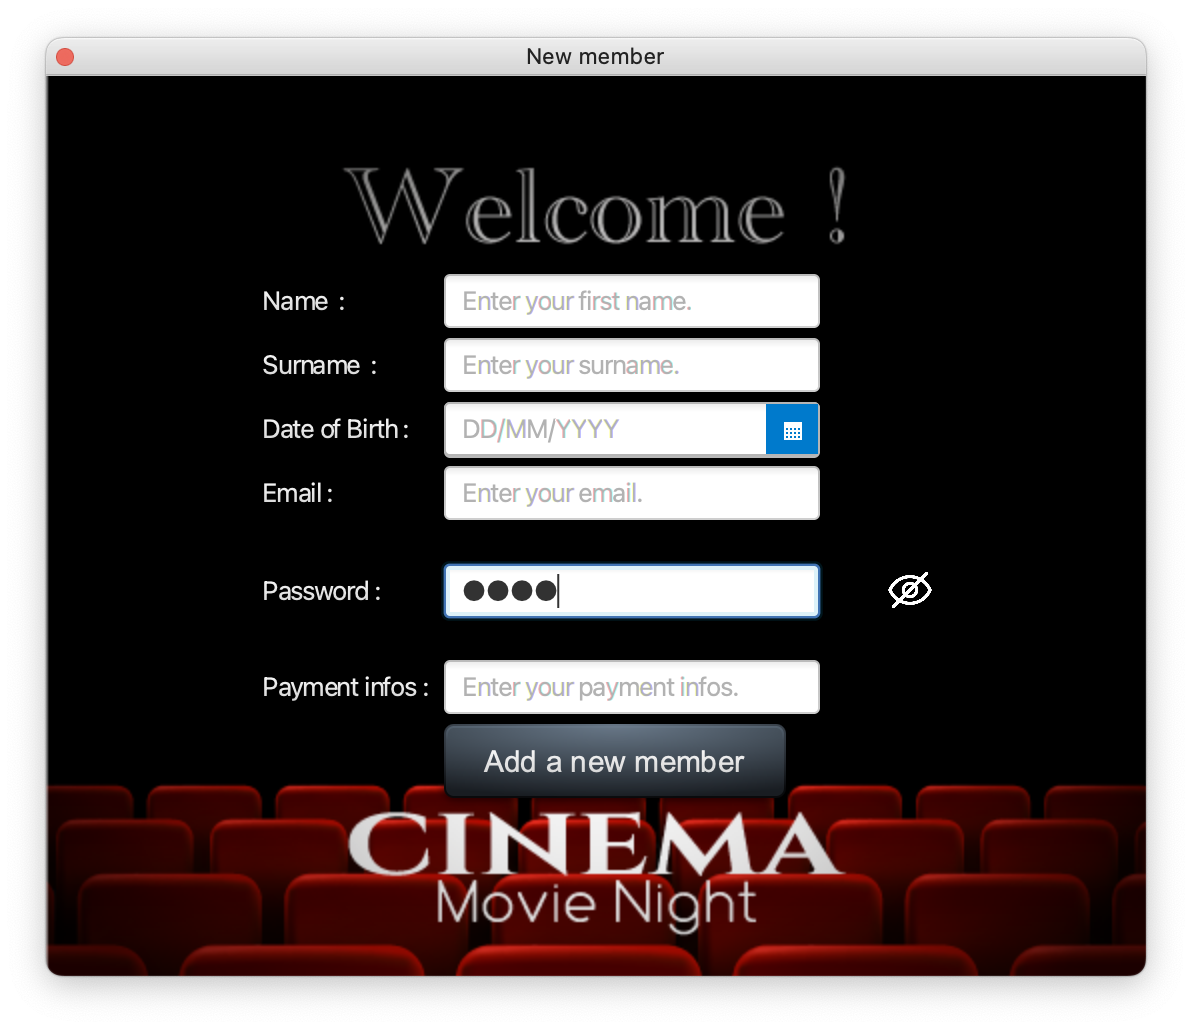 New member
Welcome !
Name :
Enter your first name.
Surname :
Enter your surname.
Date of Birth :
DD/MM/YYYY
Email :
Enter your email.
Password :
●●●●
Payment infos :
Enter your payment infos.
Add a new member
CINEMA
Movie Night